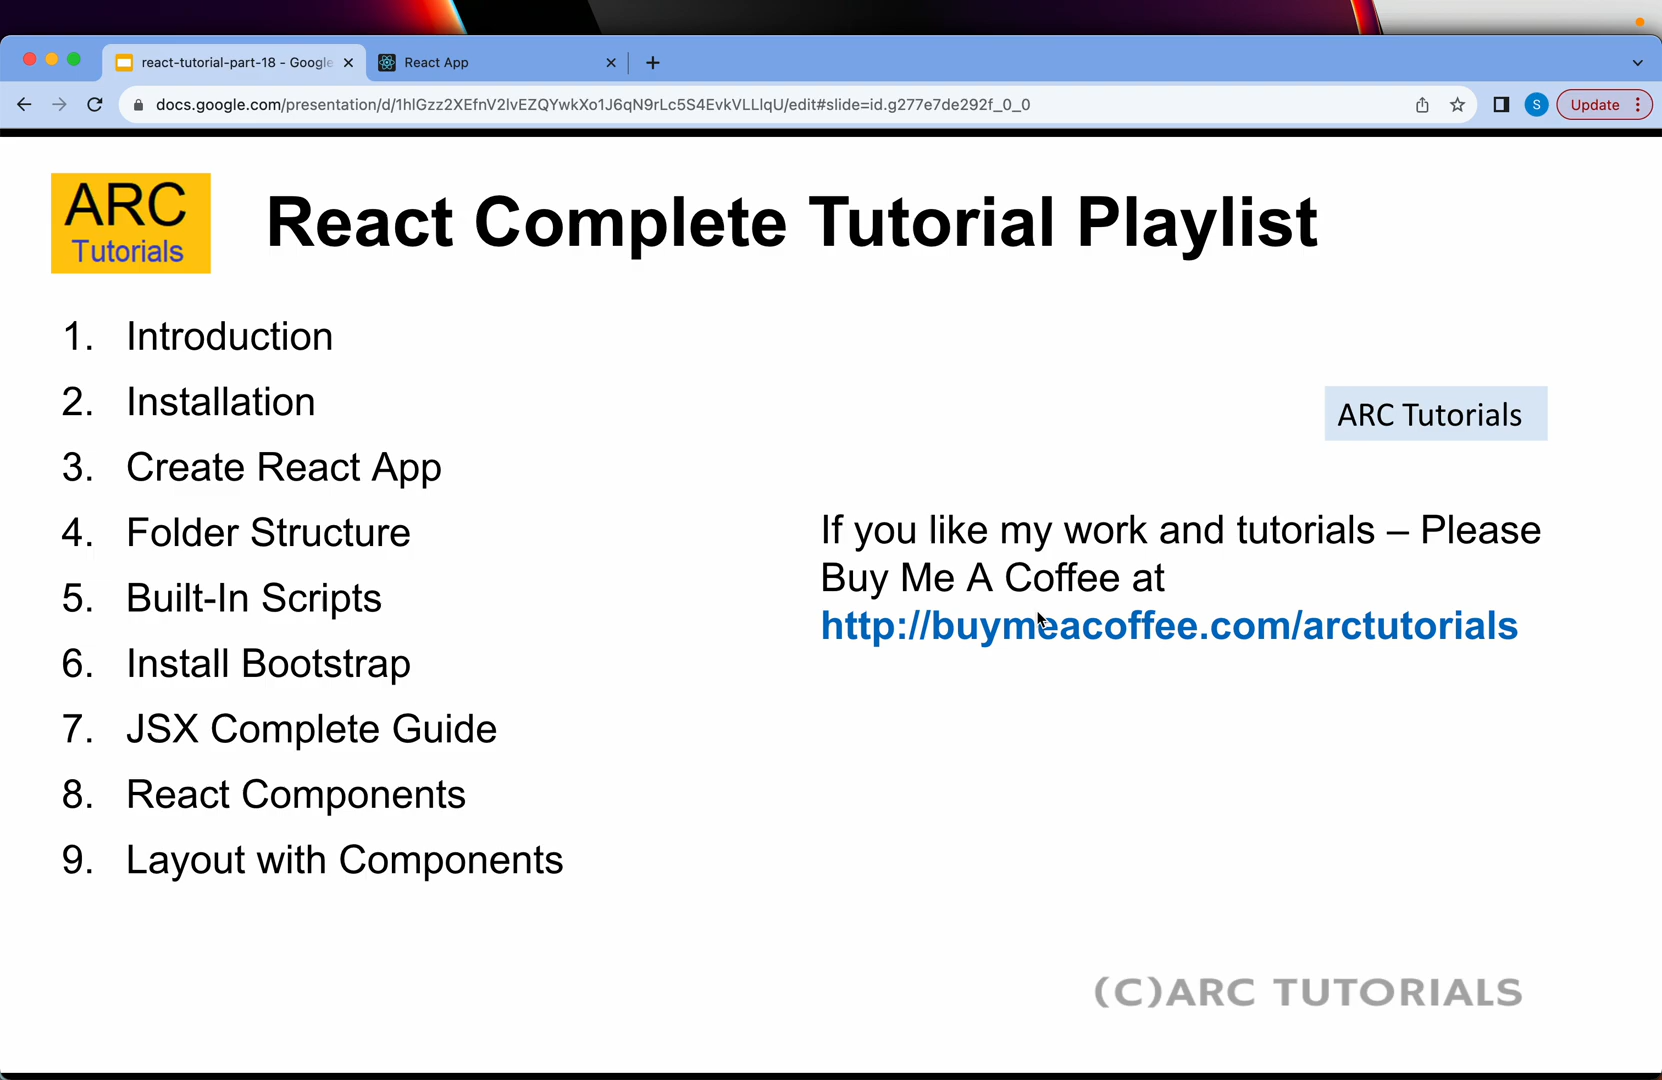 react-tutorial-part-18 - Google
React App
docs.google.com/presentation/d/1hlGzz2XEfnV2lvEZQYwkXo1J6qN9rLc5S4EvkVLLlqU/edit#slide=id.g277e7de292f_0_0
S
Update
ARC
Tutorials
React Complete Tutorial Playlist
1. Introduction
2. Installation
3. Create React App
4. Folder Structure
5. Built-In Scripts
6. Install Bootstrap
7. JSX Complete Guide
8. React Components
9. Layout with Components
ARC Tutorials
If you like my work and tutorials – Please
Buy Me A Coffee at
http://buymeacoffee.com/arctutorials
(C)ARC TUTORIALS